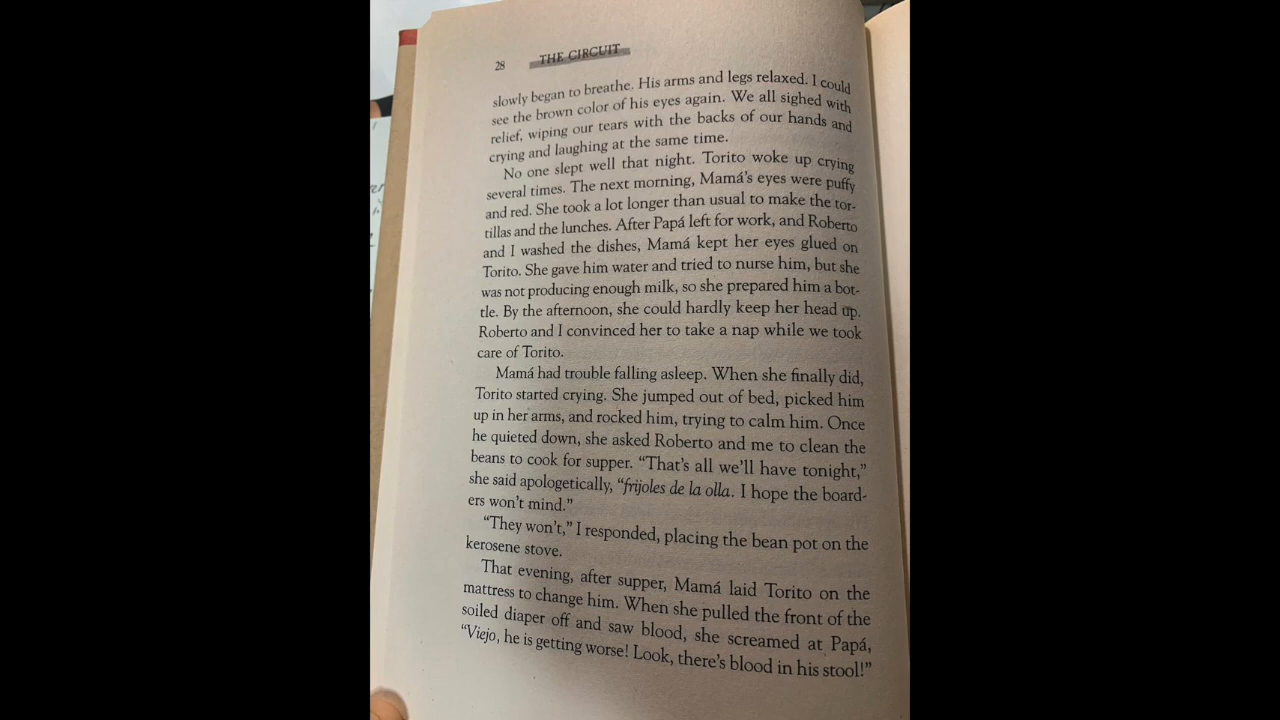 28 THE CIRCUIT
slowly began to breathe. His arms and legs relaxed. I could
see the brown color of his eyes again. We all sighed with
relief, wiping our tears with the backs of our hands and
crying and laughing at the same time.
No one slept well that night. Torito woke up crying
several times. The next morning, Mamá's eyes were puffy
and red. She took a lot longer than usual to make the tor-
tillas and the lunches. After Papá left for work, and Roberto
and I washed the dishes, Mamá kept her eyes glued on
Torito. She gave him water and tried to nurse him, but she
was not producing enough milk, so she prepared him a bot-
tle. By the afternoon, she could hardly keep her head up.
Roberto and I convinced her to take a nap while we took
care of Torito.
Mamá had trouble falling asleep. When she finally did,
Torito started crying. She jumped out of bed, picked him
up in her arms, and rocked him, trying to calm him. Once
he quieted down, she asked Roberto and me to clean the
beans to cook for supper. “That's all we'll have tonight,”
she said apologetically, “frijoles de la olla. I hope the board-
ers won't mind.”
“They won't,” I responded, placing the bean pot on the
kerosene stove.
That evening, after supper, Mamá laid Torito on the
mattress to change him. When she pulled the front of the
soiled diaper off and saw blood, she screamed at Papá,
“Viejo, he is getting worse! Look, there's blood in his stool!”